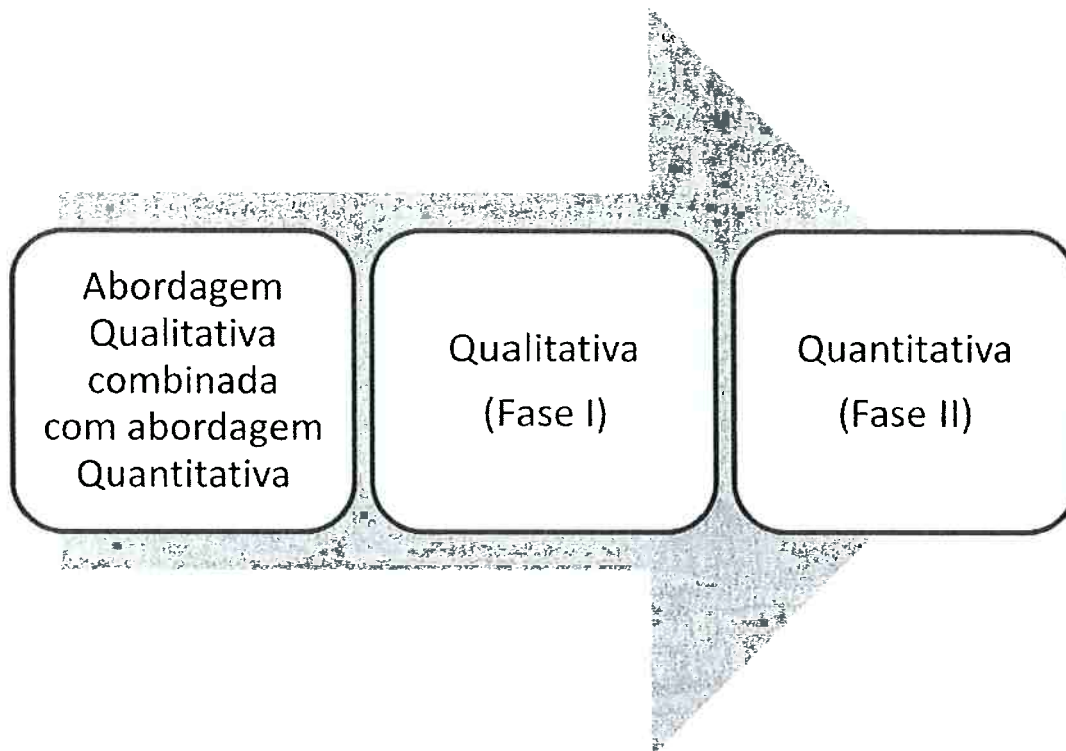 Abordagem
Qualitativa
combinada
com abordagem
Quantitativa
Qualitativa
(Fase I)
Quantitativa
(Fase II)